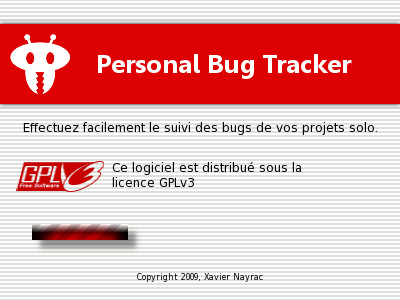 Personal Bug Tracker
Effectuez facilement le suivi des bugs de vos projets solo.
GPLv3
Free Software
Ce logiciel est distribué sous la
licence GPLv3
Copyright 2009, Xavier Nayrac